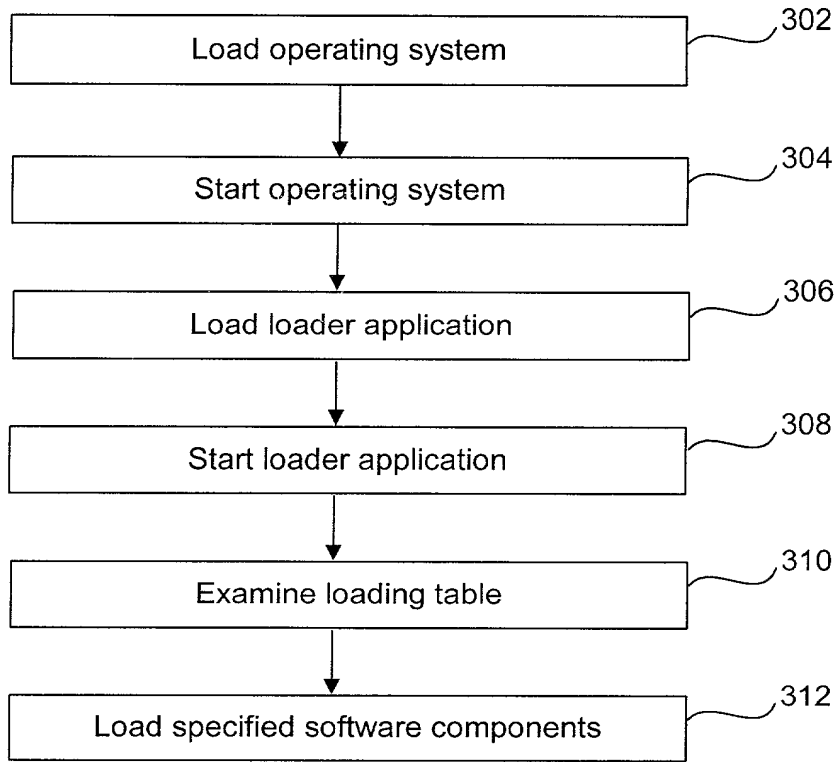 302
Load operating system
304
Start operating system
306
Load loader application
308
Start loader application
310
Examine loading table
312
Load specified software components